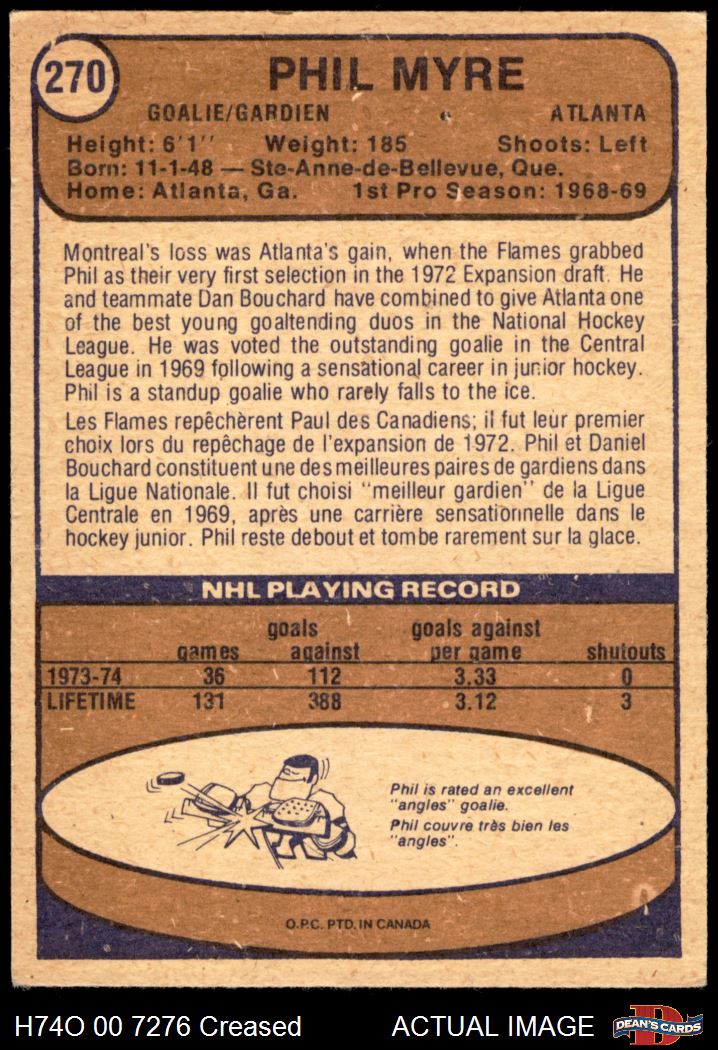 270
PHIL MYRE
GOALIE/GARDIEN ATLANTA
Height: 6'1'' Weight: 185 Shoots: Left
Born: 11-1-48 — Ste-Anne-de-Bellevue, Que.
Home: Atlanta, Ga. 1st Pro Season: 1968-69
Montreal's loss was Atlanta's gain, when the Flames grabbed
Phil as their very first selection in the 1972 Expansion draft. He
and teammate Dan Bouchard have combined to give Atlanta one
of the best young goaltending duos in the National Hockey
League. He was voted the outstanding goalie in the Central
League in 1969 following a sensational career in junior hockey.
Phil is a standup goalie who rarely falls to the ice.
Les Flames repêchèrent Paul des Canadiens; il fut leur premier
choix lors du repêchage de l'expansion de 1972. Phil et Daniel
Bouchard constituent une des meilleures paires de gardiens dans
la Ligue Nationale. Il fut choisi "meilleur gardien" de la Ligue
Centrale en 1969, après une carrière sensationnelle dans le
hockey junior. Phil reste debout et tombe rarement sur la glace.
NHL PLAYING RECORD
goals goals against
games against per game shutouts
1973-74 36 112 3.33 0
LIFETIME 131 388 3.12 3
Phil is rated an excellent
"angles" goalie.
Phil couvre très bien les
"angles".
O.P.C. PTD. IN CANADA
H74O 00 7276 Creased ACTUAL IMAGE
D
DEAN'S CARDS